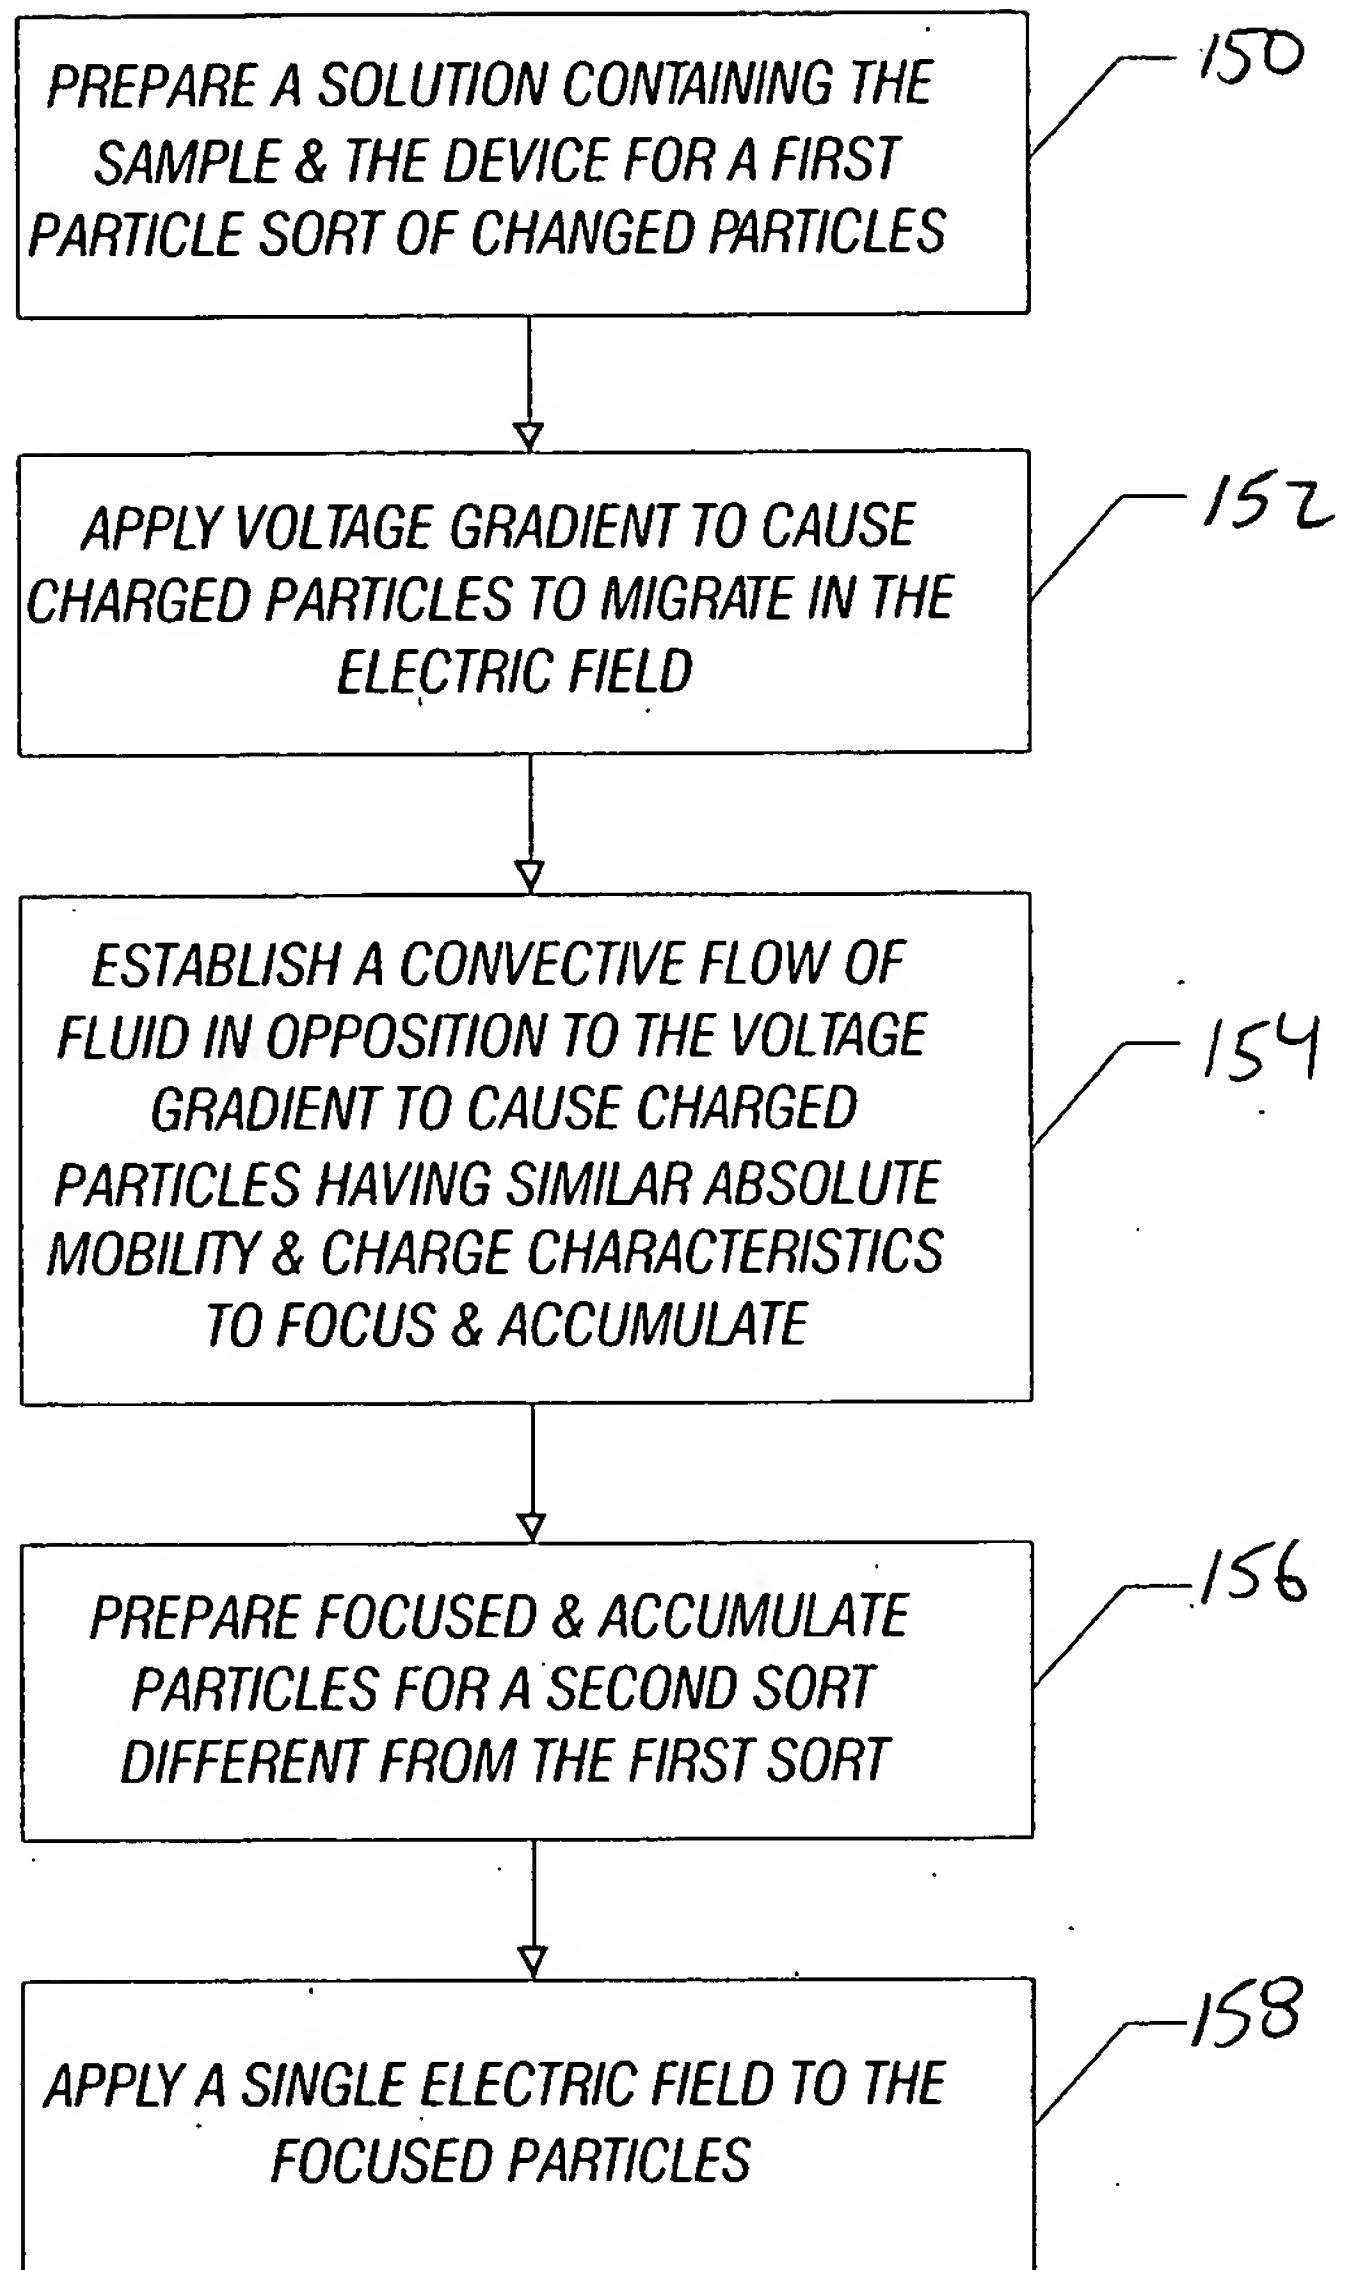 PREPARE A SOLUTION CONTAINING THE
SAMPLE & THE DEVICE FOR A FIRST
PARTICLE SORT OF CHANGED PARTICLES
150
APPLY VOLTAGE GRADIENT TO CAUSE
CHARGED PARTICLES TO MIGRATE IN THE
ELECTRIC FIELD
152
ESTABLISH A CONVECTIVE FLOW OF
FLUID IN OPPOSITION TO THE VOLTAGE
GRADIENT TO CAUSE CHARGED
PARTICLES HAVING SIMILAR ABSOLUTE
MOBILITY & CHARGE CHARACTERISTICS
TO FOCUS & ACCUMULATE
154
PREPARE FOCUSED & ACCUMULATE
PARTICLES FOR A SECOND SORT
DIFFERENT FROM THE FIRST SORT
156
APPLY A SINGLE ELECTRIC FIELD TO THE
FOCUSED PARTICLES
158